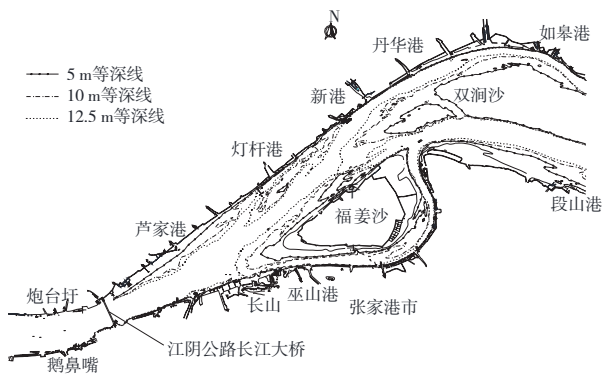 N
丹华港
如皋港
5 m等深线
10 m等深线
12.5 m等深线
新港
双涧沙
灯杆港
段山港
福姜沙
芦家港
炮台圩
长山
巫山港
张家港市
江阴公路长江大桥
鹅鼻嘴